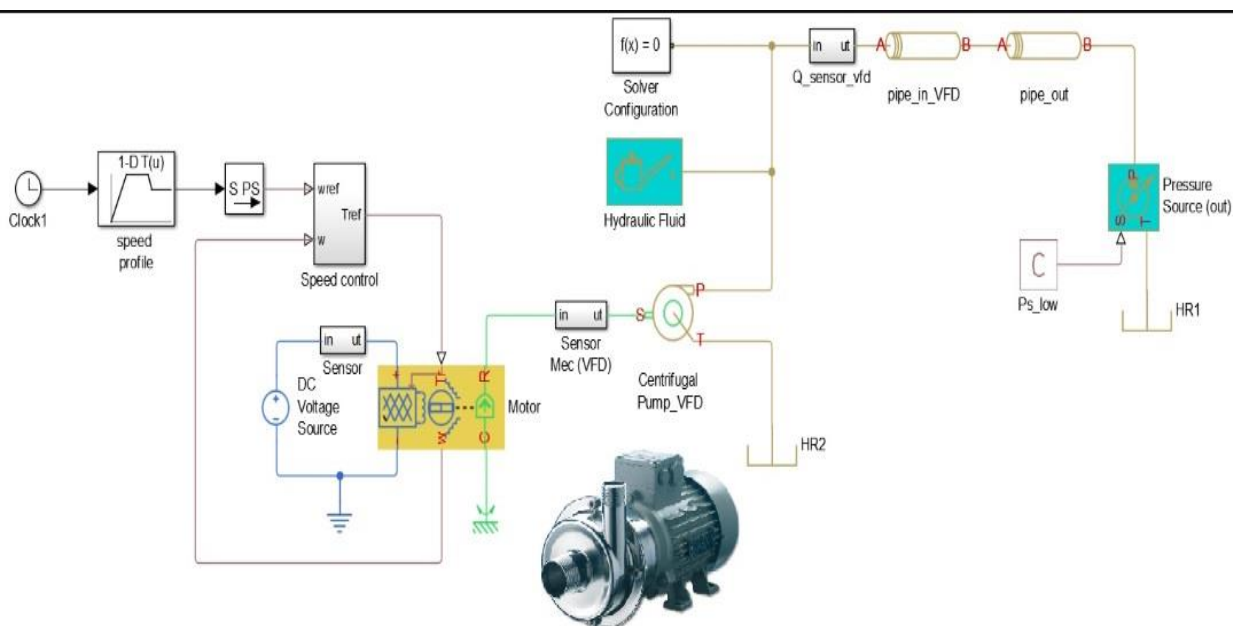 f(x) = 0
Solver
Configuration
in ut
Q_sensor_vfd
A B
pipe_in_VFD
A B
pipe_out
Clock1
1-D T(u)
speed
profile
S PS
wref
w
Tref
Speed control
Hydraulic Fluid
P
S
T
Pressure
Source (out)
C
Ps_low
HR1
in ut
Sensor
DC
Voltage
Source
+
-
Tr
W
R
C
Motor
in ut
Sensor
Mec (VFD)
S
P
T
Centrifugal
Pump_VFD
HR2